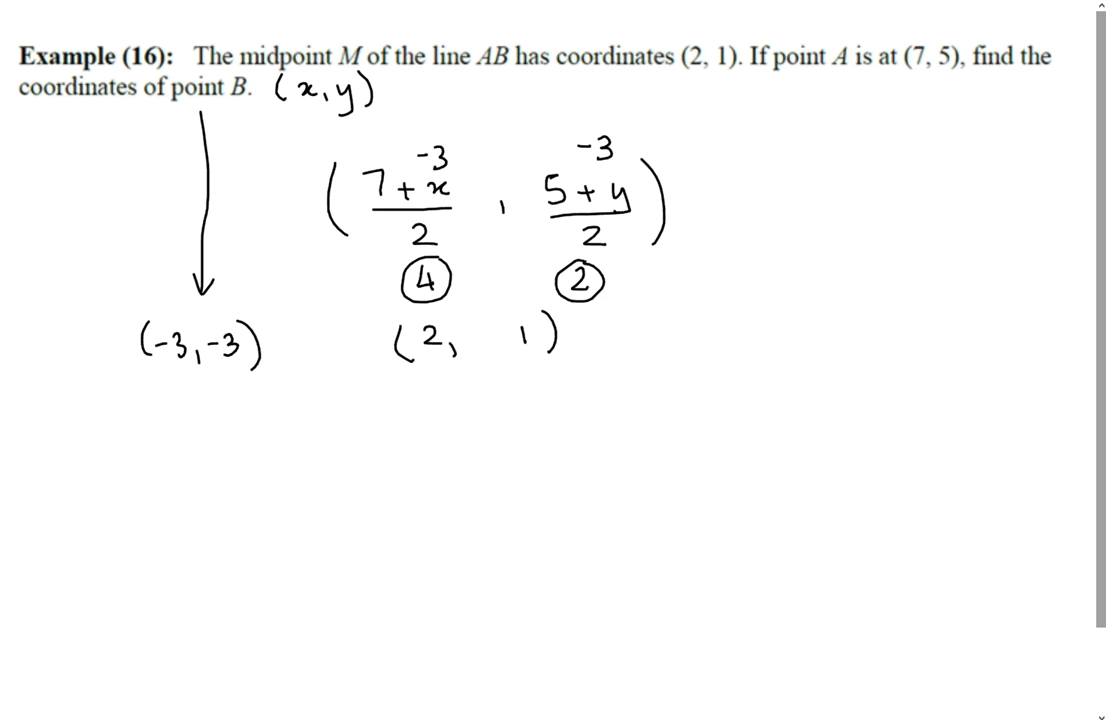 Example (16): The midpoint M of the line AB has coordinates (2, 1). If point A is at (7, 5), find the
coordinates of point B. (x, y)
-3 -3
( 7 + x , 5 + y )
2 2
4 2
(-3, -3) (2, 1)